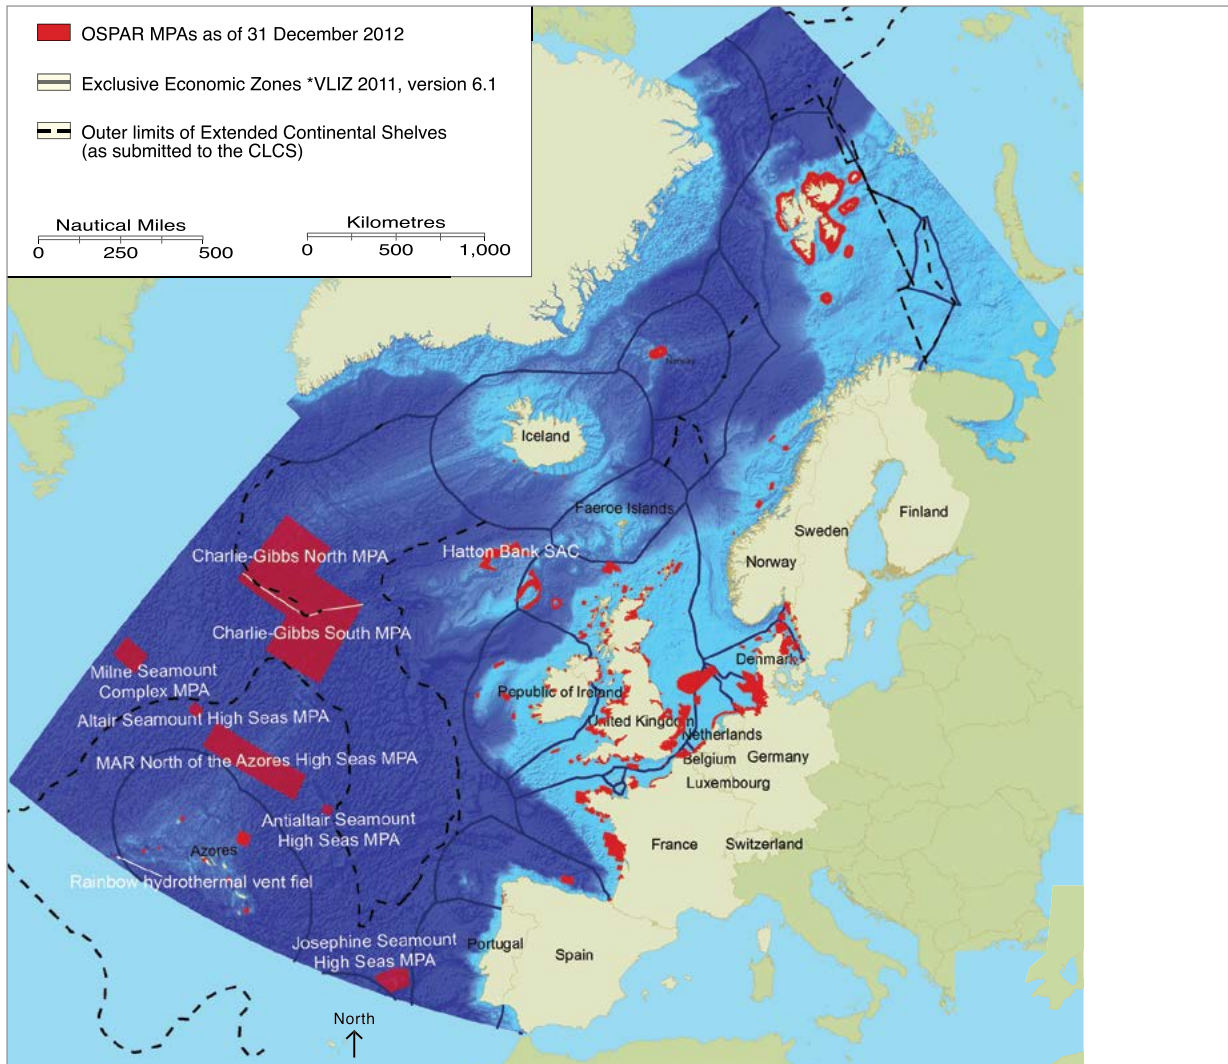 OSPAR MPAs as of 31 December 2012
Exclusive Economic Zones *VLIZ 2011, version 6.1
Outer limits of Extended Continental Shelves
(as submitted to the CLCS)
Nautical Miles
0 250 500
Kilometres
0 500 1,000
Norway
Iceland
Faeroe Islands
Finland
Sweden
Norway
Charlie-Gibbs North MPA
Hatton Bank SAC
Charlie-Gibbs South MPA
Milne Seamount
Complex MPA
Denmark
Republic of Ireland
Altair Seamount High Seas MPA
United Kingdom
Netherlands
MAR North of the Azores High Seas MPA
Belgium
Germany
Luxembourg
Antialtair Seamount
High Seas MPA
Azores
France
Switzerland
Rainbow hydrothermal vent fiel
Josephine Seamount
High Seas MPA
Portugal
Spain
North